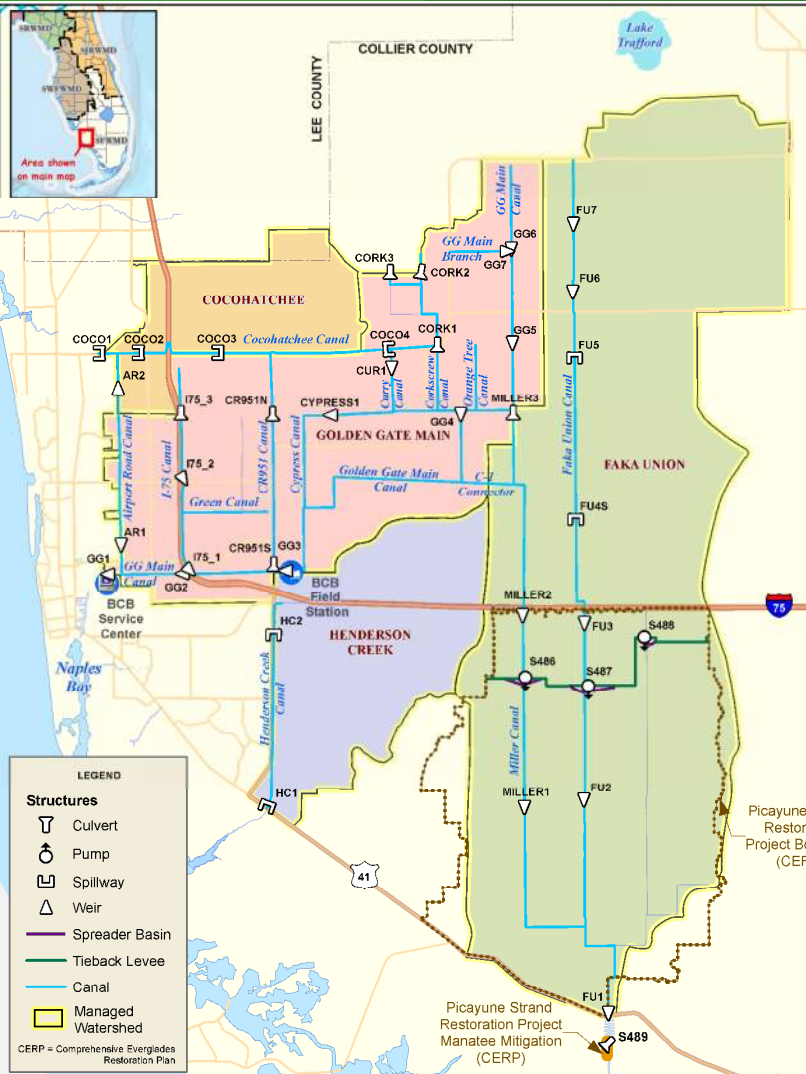 SRWMD
SJRWMD
SWFWMD
SFWMD
Area shown
on main map
LEE COUNTY
COLLIER COUNTY
Lake
Trafford
GG Main
Canal
FU7
GG6
GG Main
Branch
GG7
CORK3
CORK2
FU6
COCOHATCHEE
COCO1
COCO2
COCO3
Cocohatchee Canal
COCO4
CORK1
GG5
FU5
CUR1
AR2
Curry
Canal
Corkscrew
Canal
Orange Tree
Canal
I75_3
CR951N
CYPRESS1
GG4
MILLER3
GOLDEN GATE MAIN
Airport Road Canal
I-75 Canal
CR951 Canal
Cypress Canal
Faka Union Canal
FAKA UNION
I75_2
Golden Gate Main
Canal
C-1
Connector
Green Canal
FU4S
AR1
CR951S
GG3
GG1
GG Main
Canal
I75_1
GG2
BCB
Service
Center
BCB
Field
Station
MILLER2
75
HC2
HENDERSON
CREEK
FU3
S488
S486
S487
Naples
Bay
Henderson Creek
Canal
Miller Canal
HC1
MILLER1
FU2
Picayune
Restor
Project Bo
(CER
41
LEGEND
Structures
Culvert
Pump
Spillway
Weir
Spreader Basin
Tieback Levee
Canal
Managed
Watershed
CERP = Comprehensive Everglades
Restoration Plan
FU1
Picayune Strand
Restoration Project
Manatee Mitigation
(CERP)
S489